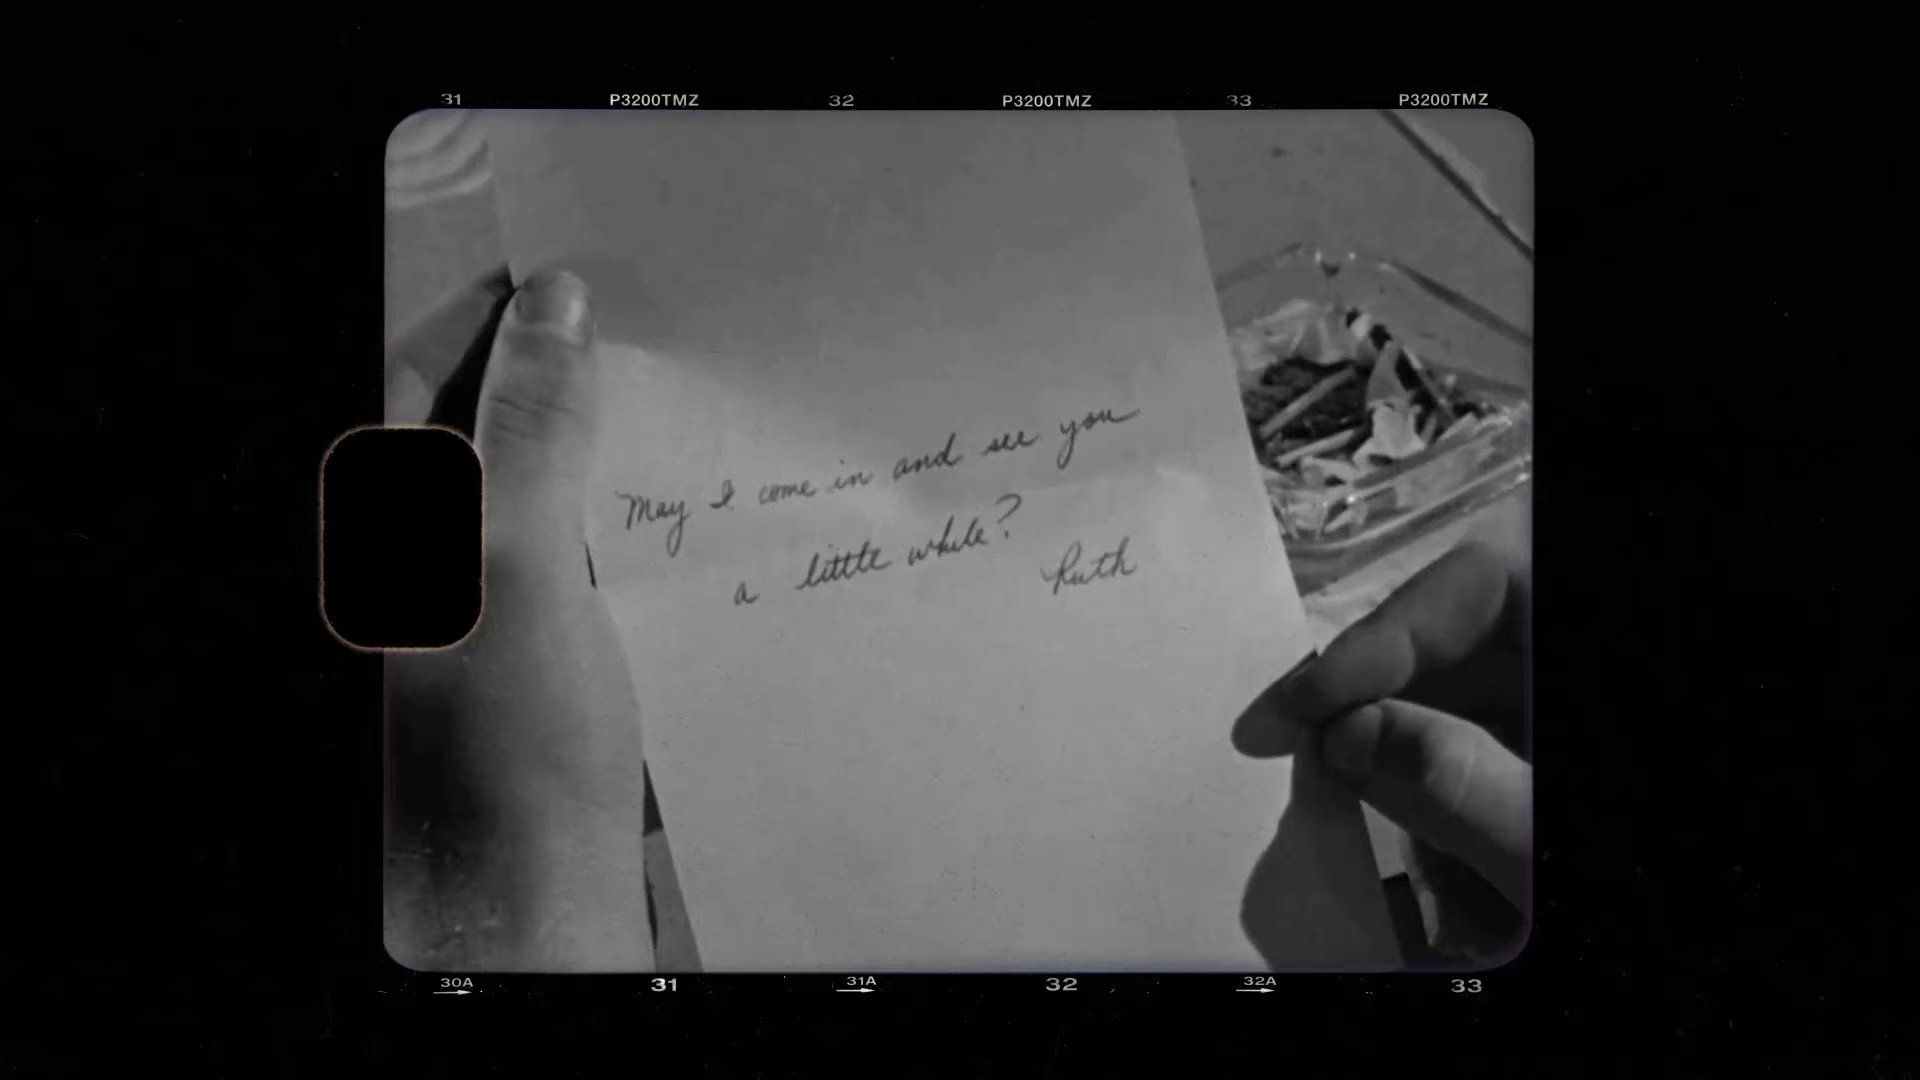 31 P3200TMZ 32 P3200TMZ 33 P3200TMZ
May I come in and see you
a little while?
Ruth
30A 31 31A 32 32A 33